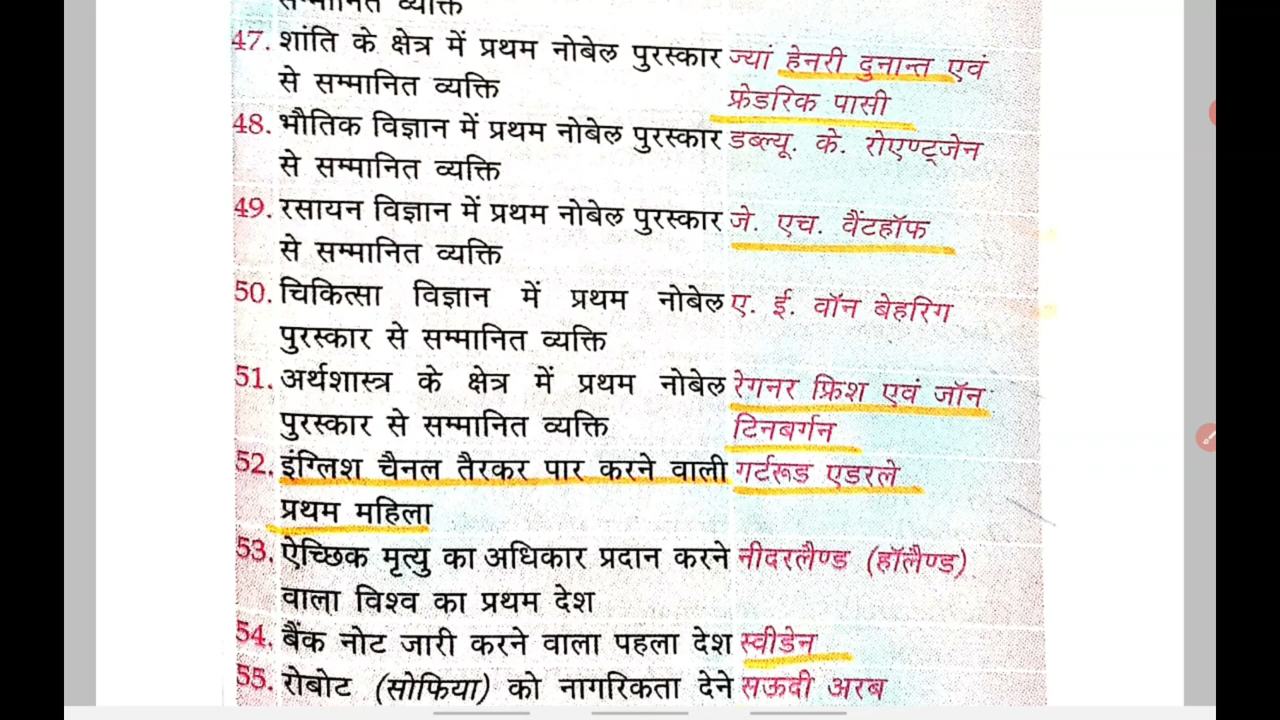 सम्मानित व्यक्ति
47. शांति के क्षेत्र में प्रथम नोबेल पुरस्कार ज्यां हेनरी दुनान्त एवं
से सम्मानित व्यक्ति फ्रेडरिक पासी
48. भौतिक विज्ञान में प्रथम नोबेल पुरस्कार डब्ल्यू. के. रोएण्ट्जेन
से सम्मानित व्यक्ति
49. रसायन विज्ञान में प्रथम नोबेल पुरस्कार जे. एच. वैंटहॉफ
से सम्मानित व्यक्ति
50. चिकित्सा विज्ञान में प्रथम नोबेल ए. ई. वॉन बेहरिग
पुरस्कार से सम्मानित व्यक्ति
51. अर्थशास्त्र के क्षेत्र में प्रथम नोबेल रेगनर फ्रिश एवं जॉन
पुरस्कार से सम्मानित व्यक्ति टिनबर्गन
52. इंग्लिश चैनल तैरकर पार करने वाली गर्टरूड एडरले
प्रथम महिला
53. ऐच्छिक मृत्यु का अधिकार प्रदान करने नीदरलैण्ड (हॉलैण्ड)
वाला विश्व का प्रथम देश
54. बैंक नोट जारी करने वाला पहला देश स्वीडेन
55. रोबोट (सोफिया) को नागरिकता देने सऊदी अरब